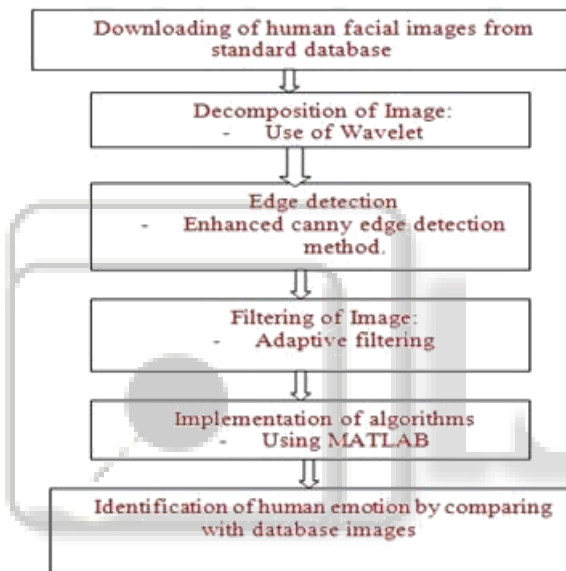 Downloading of human facial images from
standard database
Decomposition of Image:
- Use of Wavelet
Edge detection
- Enhanced canny edge detection
method.
Filtering of Image:
- Adaptive filtering
Implementation of algorithms
- Using MATLAB
Identification of human emotion by comparing
with database images